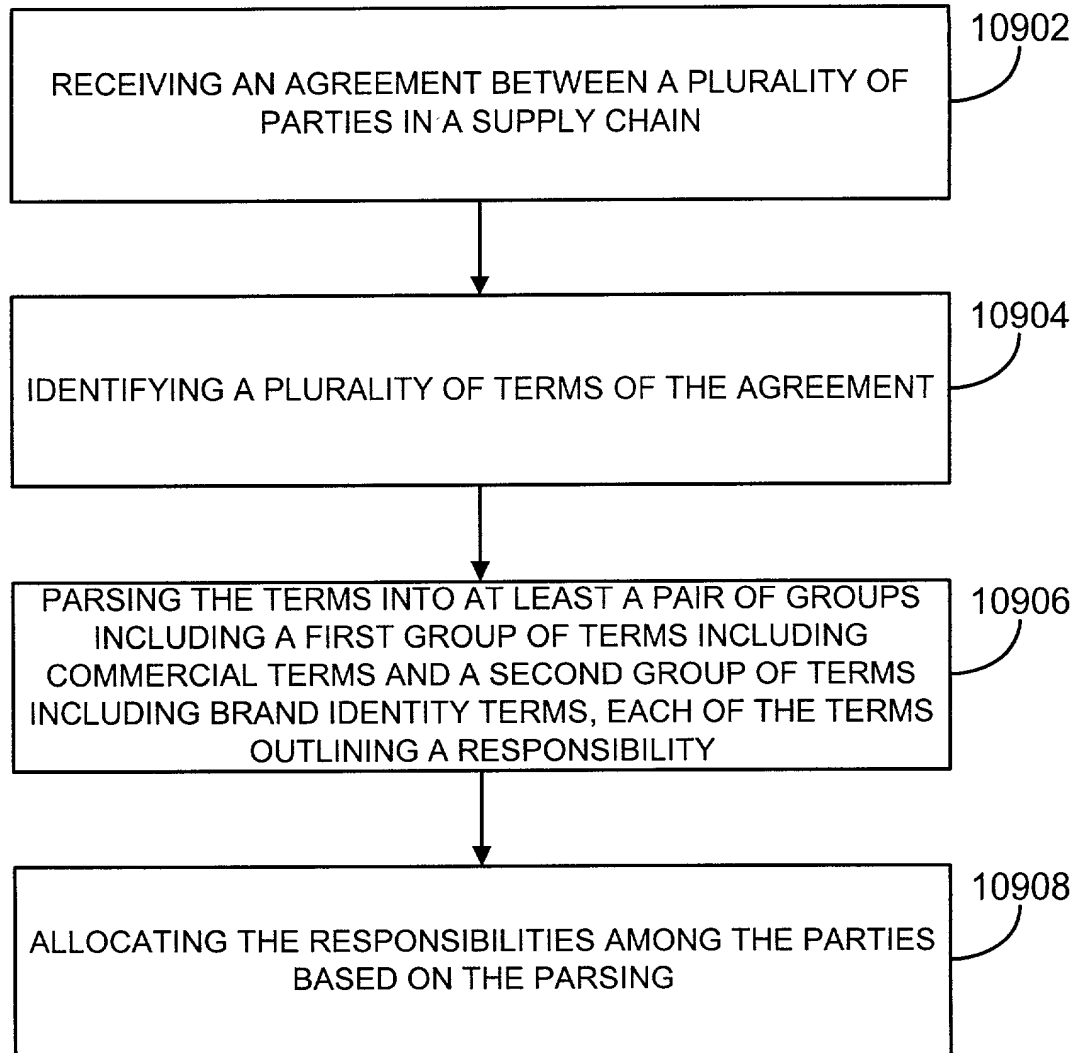 10902
RECEIVING AN AGREEMENT BETWEEN A PLURALITY OF
PARTIES IN A SUPPLY CHAIN
10904
IDENTIFYING A PLURALITY OF TERMS OF THE AGREEMENT
10906
PARSING THE TERMS INTO AT LEAST A PAIR OF GROUPS
INCLUDING A FIRST GROUP OF TERMS INCLUDING
COMMERCIAL TERMS AND A SECOND GROUP OF TERMS
INCLUDING BRAND IDENTITY TERMS, EACH OF THE TERMS
OUTLINING A RESPONSIBILITY
10908
ALLOCATING THE RESPONSIBILITIES AMONG THE PARTIES
BASED ON THE PARSING